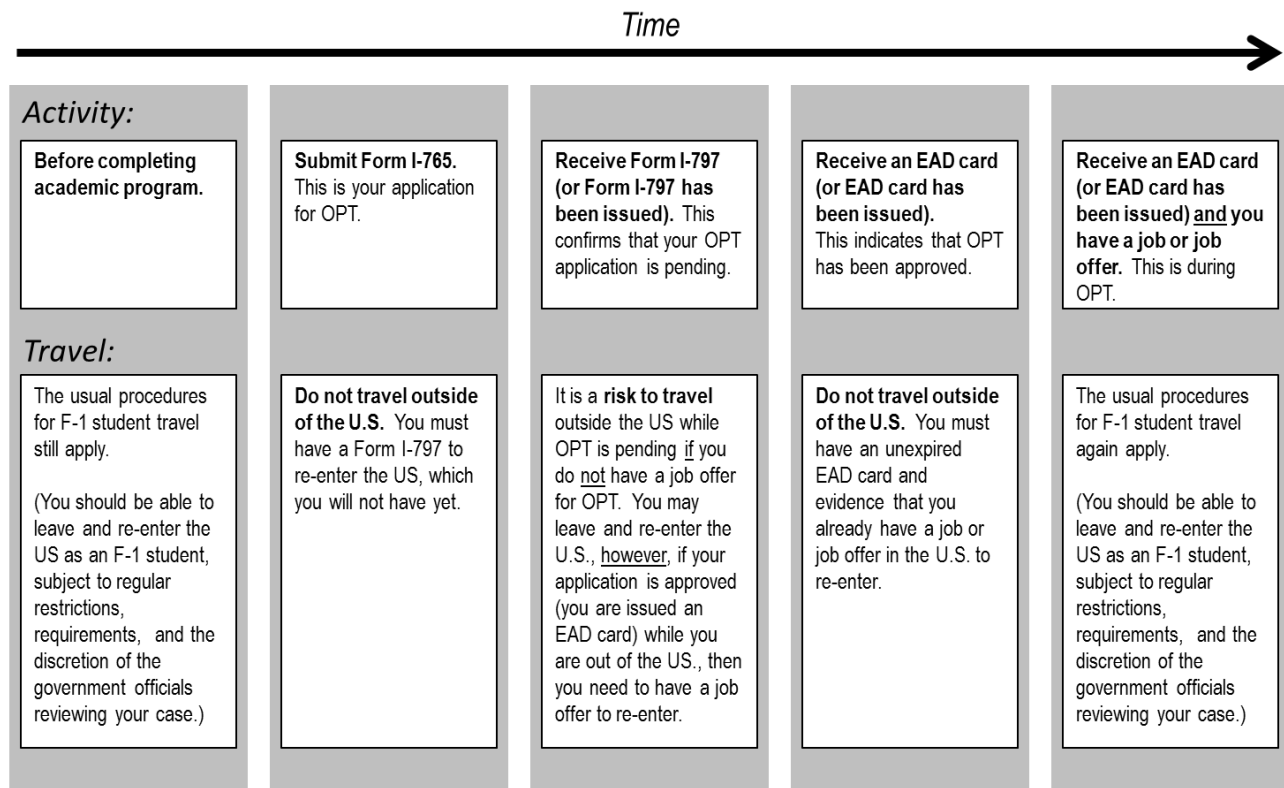 Time
Activity:
Before completing
academic program.
Submit Form I-765.
This is your application
for OPT.
Receive Form I-797
(or Form I-797 has
been issued). This
confirms that your OPT
application is pending.
Receive an EAD card
(or EAD card has
been issued).
This indicates that OPT
has been approved.
Receive an EAD card
(or EAD card has
been issued) and you
have a job or job
offer. This is during
OPT.
Travel:
The usual procedures
for F-1 student travel
still apply.
(You should be able to
leave and re-enter the
US as an F-1 student,
subject to regular
restrictions,
requirements, and the
discretion of the
government officials
reviewing your case.)
Do not travel outside
of the U.S. You must
have a Form I-797 to
re-enter the US, which
you will not have yet.
It is a risk to travel
outside the US while
OPT is pending if you
do not have a job offer
for OPT. You may
leave and re-enter the
U.S., however, if your
application is approved
(you are issued an
EAD card) while you
are out of the US., then
you need to have a job
offer to re-enter.
Do not travel outside
of the U.S. You must
have an unexpired
EAD card and
evidence that you
already have a job or
job offer in the U.S. to
re-enter.
The usual procedures
for F-1 student travel
again apply.
(You should be able to
leave and re-enter the
US as an F-1 student,
subject to regular
restrictions,
requirements, and the
discretion of the
government officials
reviewing your case.)